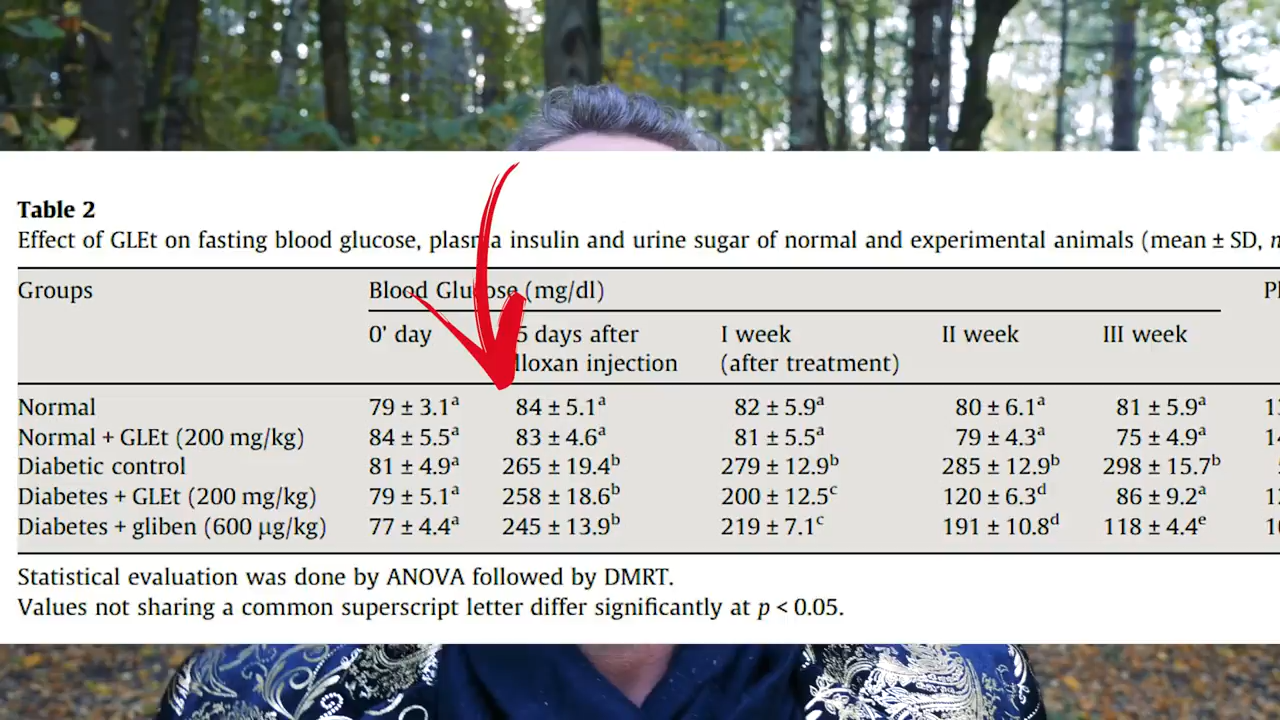 Table 2
Effect of GLEt on fasting blood glucose, plasma insulin and urine sugar of normal and experimental animals (mean ± SD,
Groups Blood Glucose (mg/dl)
0' day 5 days after I week II week III week
lloxan injection (after treatment)
Normal 79 ± 3.1ᵃ 84 ± 5.1ᵃ 82 ± 5.9ᵃ 80 ± 6.1ᵃ 81 ± 5.9ᵃ
Normal + GLEt (200 mg/kg) 84 ± 5.5ᵃ 83 ± 4.6ᵃ 81 ± 5.5ᵃ 79 ± 4.3ᵃ 75 ± 4.9ᵃ
Diabetic control 81 ± 4.9ᵃ 265 ± 19.4ᵇ 279 ± 12.9ᵇ 285 ± 12.9ᵇ 298 ± 15.7ᵇ
Diabetes + GLEt (200 mg/kg) 79 ± 5.1ᵃ 258 ± 18.6ᵇ 200 ± 12.5ᶜ 120 ± 6.3ᵈ 86 ± 9.2ᵃ
Diabetes + gliben (600 μg/kg) 77 ± 4.4ᵃ 245 ± 13.9ᵇ 219 ± 7.1ᶜ 191 ± 10.8ᵈ 118 ± 4.4ᵉ
Statistical evaluation was done by ANOVA followed by DMRT.
Values not sharing a common superscript letter differ significantly at p < 0.05.